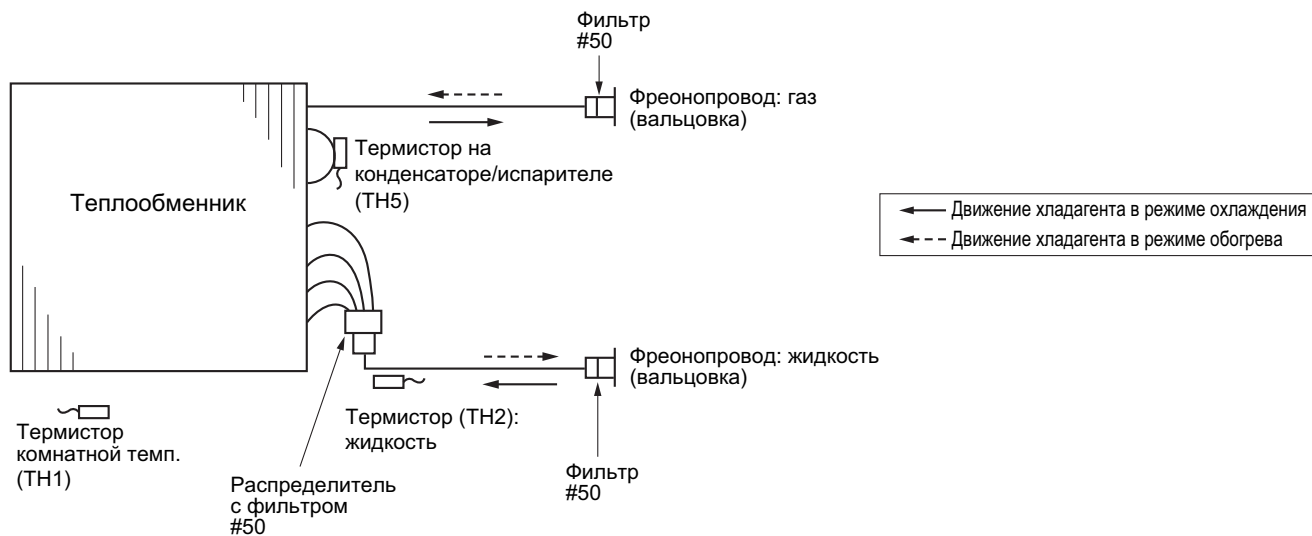 Фильтр
#50
Фреонопровод: газ
(вальцовка)
Термистор на
конденсаторе/испарителе
(TH5)
Теплообменник
Движение хладагента в режиме охлаждения
Движение хладагента в режиме обогрева
Фреонопровод: жидкость
(вальцовка)
Термистор (TH2):
жидкость
Термистор
комнатной темп.
(TH1)
Распределитель
с фильтром
#50
Фильтр
#50